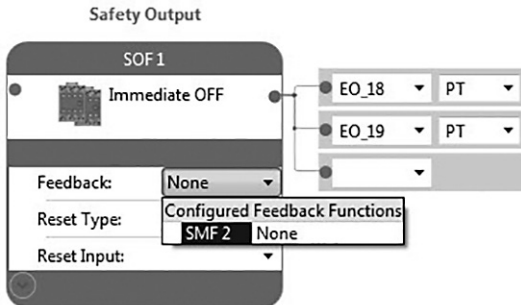 Safety Output
SOF 1
Immediate OFF
EO_18 PT
EO_19 PT
Feedback: None
Configured Feedback Functions
SMF 2 None
Reset Type:
Reset Input: